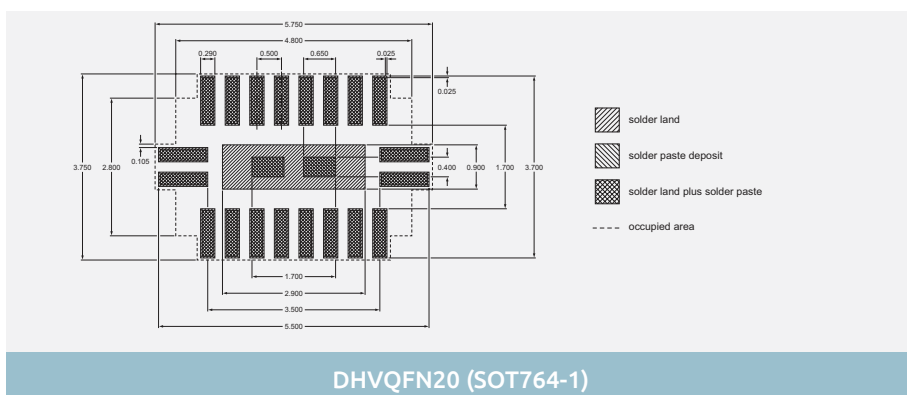 5.750
4.800
0.290 0.500 0.650 0.025
0.025
0.105
3.750 2.800 0.400 0.900 1.700 3.700
1.700
2.900
3.500
5.500
solder land
solder paste deposit
solder land plus solder paste
occupied area
DHVQFN20 (SOT764-1)